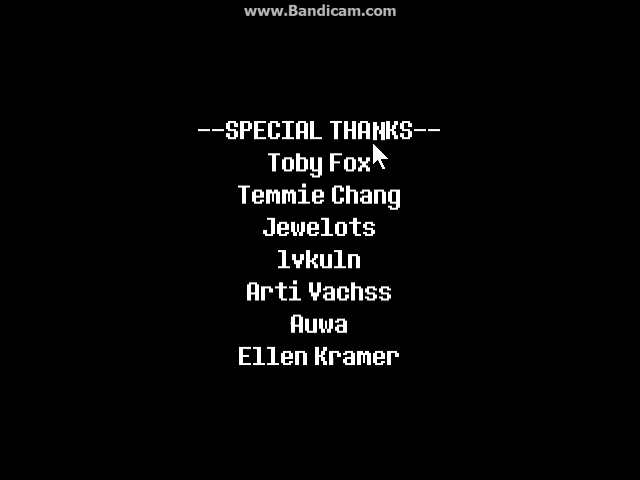 www.Bandicam.com
--SPECIAL THANKS--
Toby Fox
Temmie Chang
Jewelots
lvkuln
Arti Vachss
Auwa
Ellen Kramer